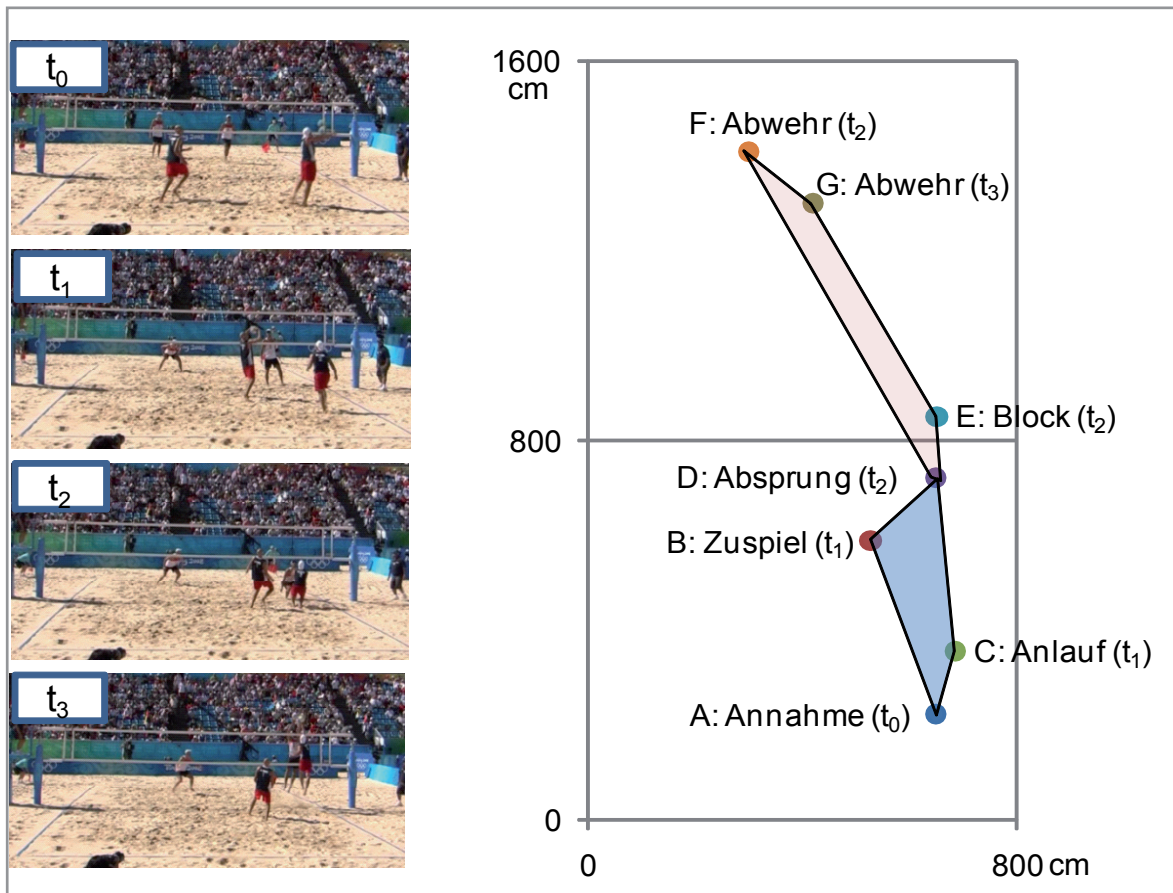 t0
t1
t2
t3
1600
cm
F: Abwehr (t2)
G: Abwehr (t3)
E: Block (t2)
800
D: Absprung (t2)
B: Zuspiel (t1)
C: Anlauf (t1)
A: Annahme (t0)
0
0
800 cm